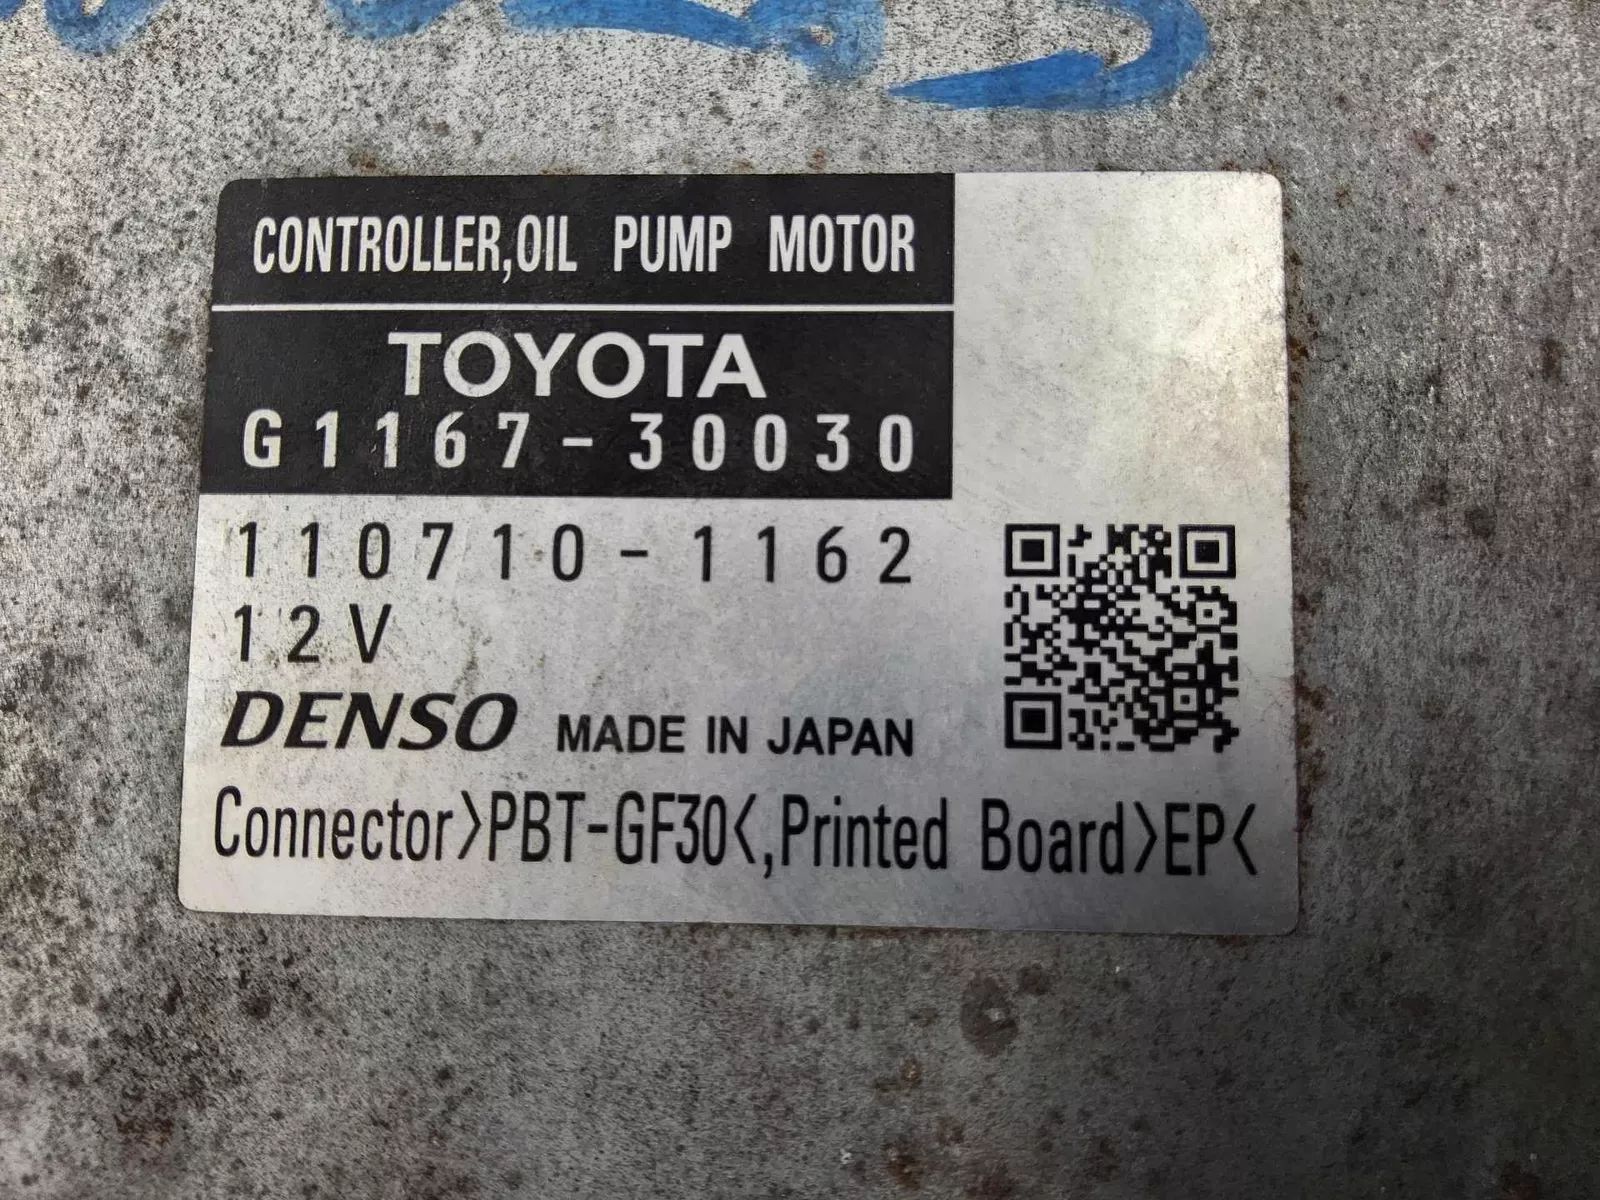 CONTROLLER,OIL PUMP MOTOR
TOYOTA
G1167-30030
110710-1162
12V
DENSO MADE IN JAPAN
Connector>PBT-GF30<,Printed Board>EP<